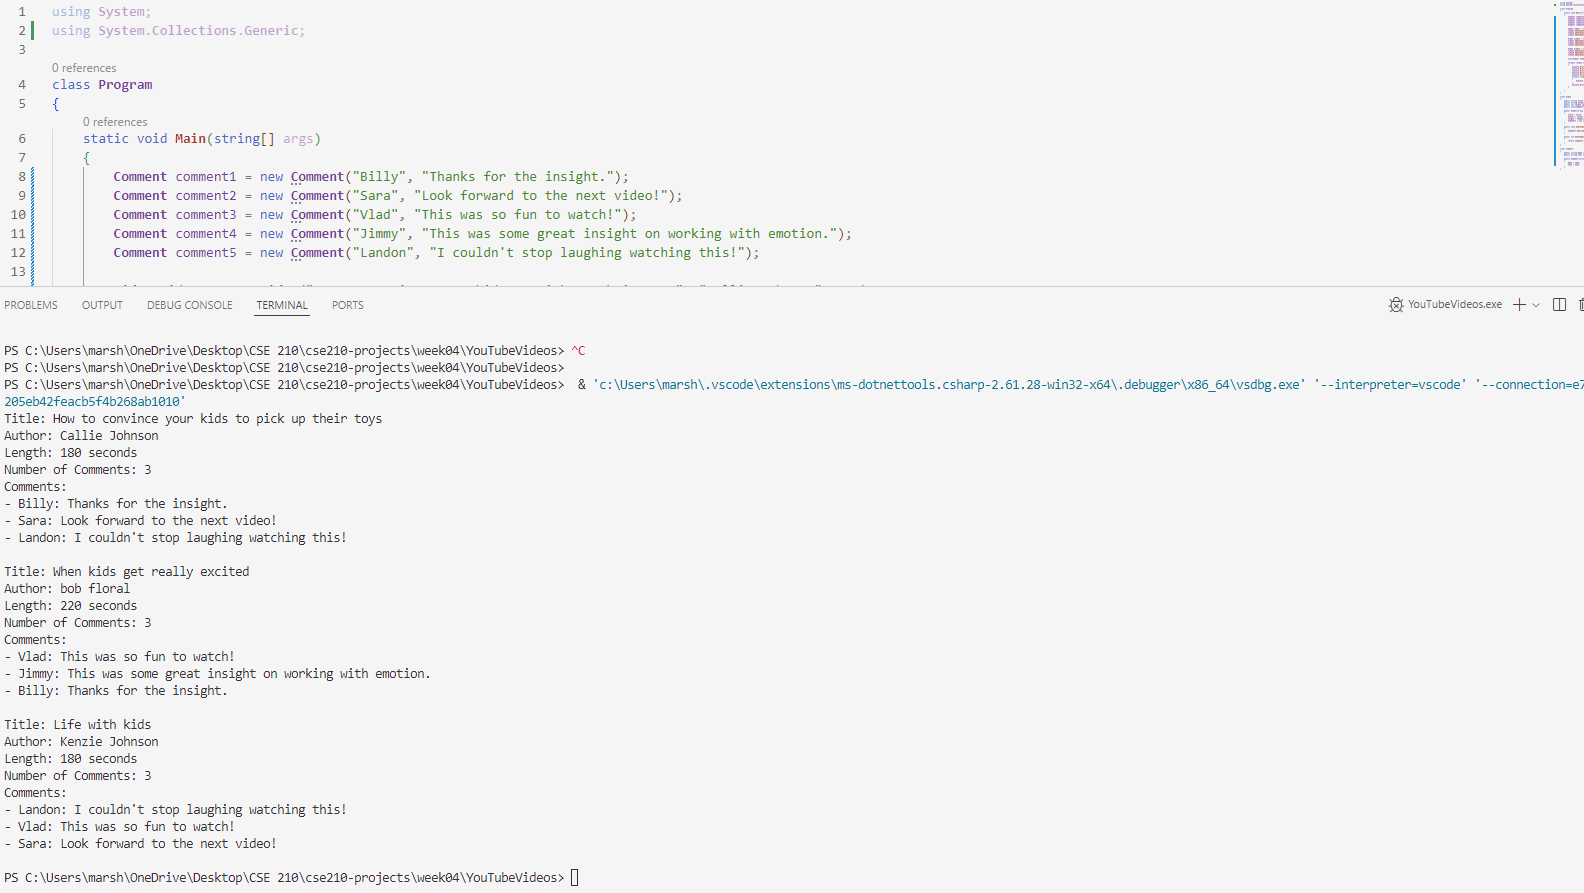 1 using System;
2 using System.Collections.Generic;
3
0 references
4 class Program
5 {
0 references
6 static void Main(string[] args)
7 {
8 Comment comment1 = new Comment("Billy", "Thanks for the insight.");
9 Comment comment2 = new Comment("Sara", "Look forward to the next video!");
10 Comment comment3 = new Comment("Vlad", "This was so fun to watch!");
11 Comment comment4 = new Comment("Jimmy", "This was some great insight on working with emotion.");
12 Comment comment5 = new Comment("Landon", "I couldn't stop laughing watching this!");
13
PROBLEMS OUTPUT DEBUG CONSOLE TERMINAL PORTS YouTubeVideos.exe
PS C:\Users\marsh\OneDrive\Desktop\CSE 210\cse210-projects\week04\YouTubeVideos> ^C
PS C:\Users\marsh\OneDrive\Desktop\CSE 210\cse210-projects\week04\YouTubeVideos>
PS C:\Users\marsh\OneDrive\Desktop\CSE 210\cse210-projects\week04\YouTubeVideos> & 'c:\Users\marsh\.vscode\extensions\ms-dotnettools.csharp-2.61.28-win32-x64\.debugger\x86_64\vsdbg.exe' '--interpreter=vscode' '--connection=e7
205eb42feacb5f4b268ab1010'
Title: How to convince your kids to pick up their toys
Author: Callie Johnson
Length: 180 seconds
Number of Comments: 3
Comments:
- Billy: Thanks for the insight.
- Sara: Look forward to the next video!
- Landon: I couldn't stop laughing watching this!
Title: When kids get really excited
Author: bob floral
Length: 220 seconds
Number of Comments: 3
Comments:
- Vlad: This was so fun to watch!
- Jimmy: This was some great insight on working with emotion.
- Billy: Thanks for the insight.
Title: Life with kids
Author: Kenzie Johnson
Length: 180 seconds
Number of Comments: 3
Comments:
- Landon: I couldn't stop laughing watching this!
- Vlad: This was so fun to watch!
- Sara: Look forward to the next video!
PS C:\Users\marsh\OneDrive\Desktop\CSE 210\cse210-projects\week04\YouTubeVideos>